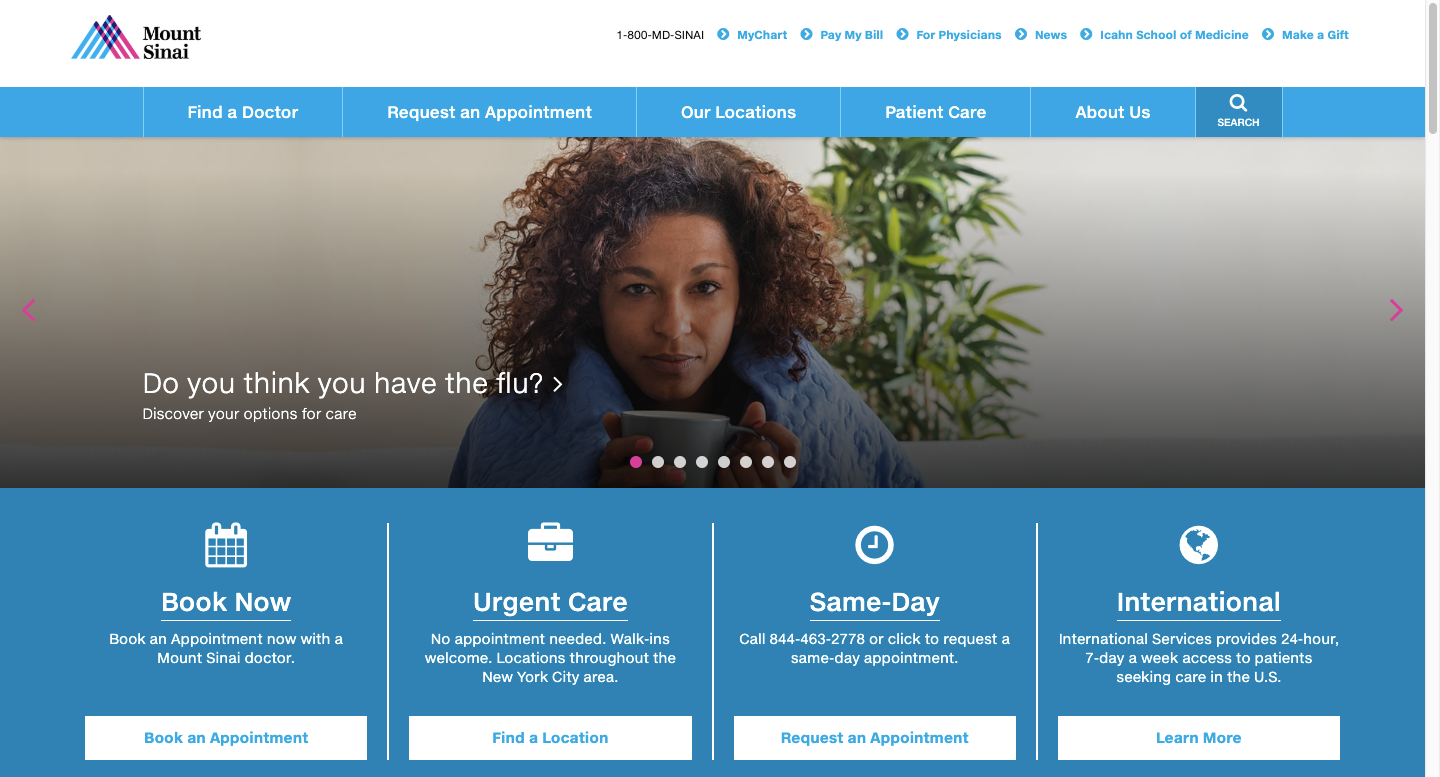 Mount
Sinai
1-800-MD-SINAI MyChart Pay My Bill For Physicians News Icahn School of Medicine Make a Gift
Find a Doctor Request an Appointment Our Locations Patient Care About Us SEARCH
Do you think you have the flu?
Discover your options for care
Book Now
Book an Appointment now with a
Mount Sinai doctor.
Book an Appointment
Urgent Care
No appointment needed. Walk-ins
welcome. Locations throughout the
New York City area.
Find a Location
Same-Day
Call 844-463-2778 or click to request a
same-day appointment.
Request an Appointment
International
International Services provides 24-hour,
7-day a week access to patients
seeking care in the U.S.
Learn More